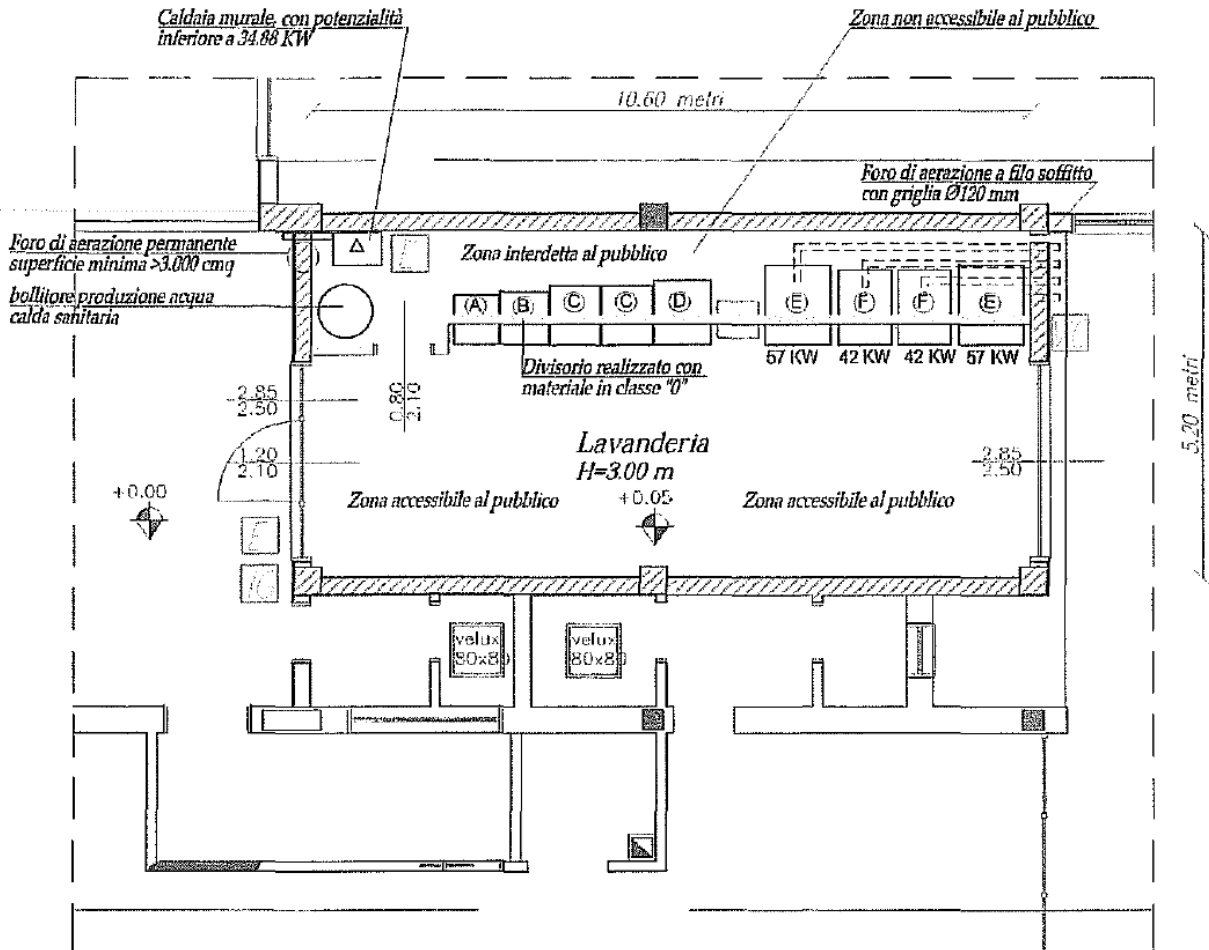 Caldaia murale, con potenzialità
inferiore a 34.88 KW
Zona non accessibile al pubblico
10.60 metri
Foro di aerazione a filo soffitto
con griglia Ø120 mm
Foro di aerazione permanente
superficie minima >3.000 cmq
Zona interdetta al pubblico
bollitore produzione acqua
calda sanitaria
A
B
C
C
D
E
F
F
E
57 KW
42 KW
42 KW
57 KW
Divisorio realizzato con
materiale in classe "0"
5.20 metri
2.85
2.50
0.80
2.10
Lavanderia
H=3.00 m
1.20
2.10
2.85
2.50
+0.00
Zona accessibile al pubblico
+0.05
Zona accessibile al pubblico
velux
80x80
velux
80x80